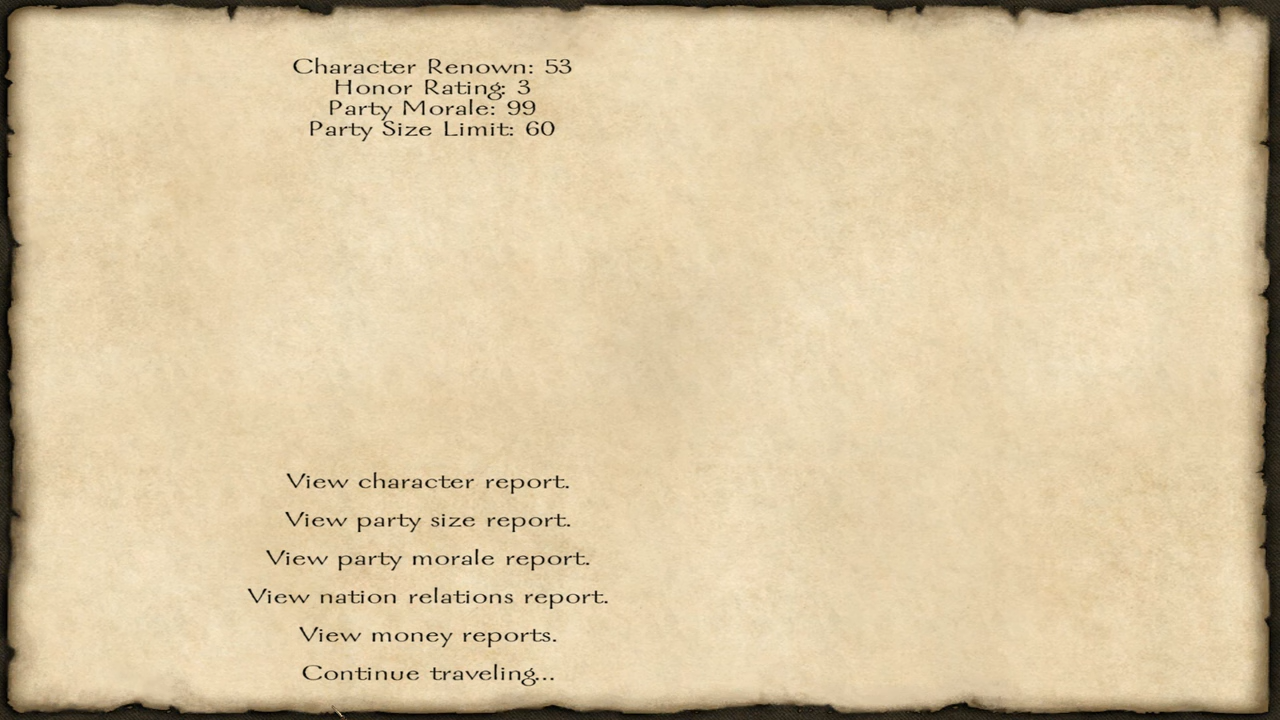 Character Renown: 53
Honor Rating: 3
Party Morale: 99
Party Size Limit: 60
View character report.
View party size report.
View party morale report.
View nation relations report.
View money reports.
Continue traveling...